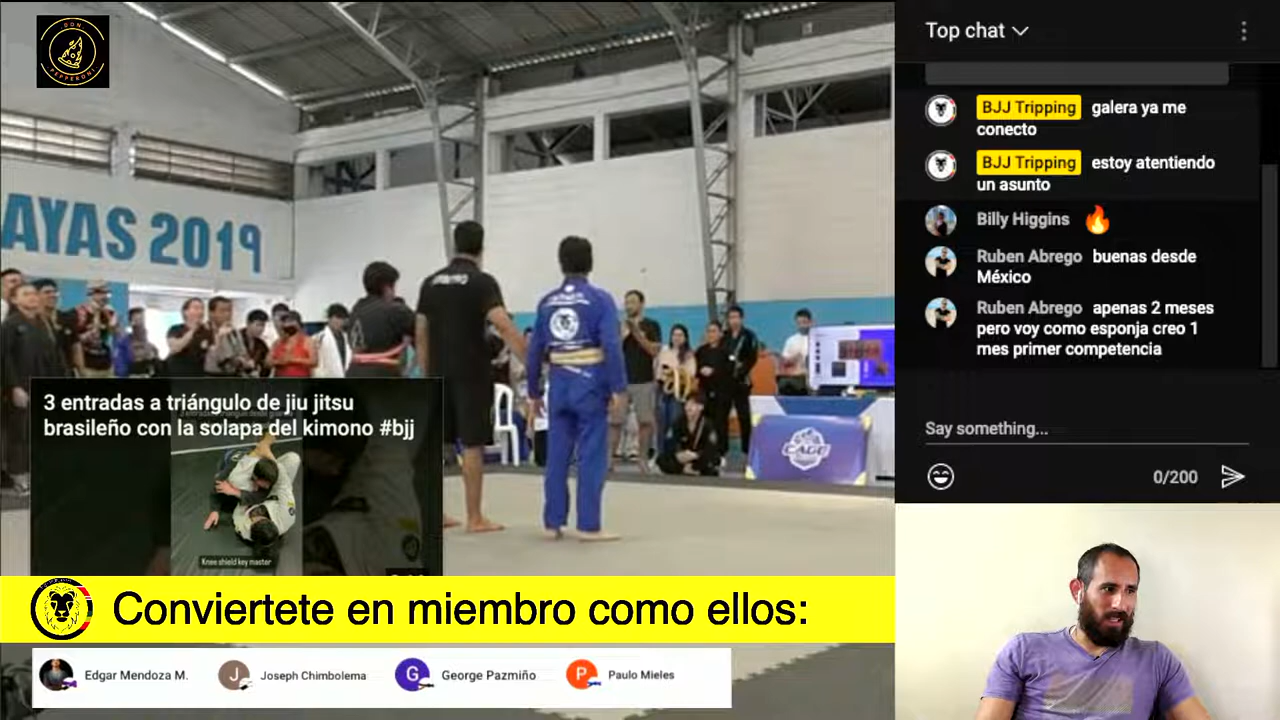 DON
PEPPERONI
AYAS 2019
3 entradas a triángulo de jiu jitsu
brasileño con la solapa del kimono #bjj
Knee shield key master
CAGE
Conviertete en miembro como ellos:
Edgar Mendoza M.
J
Joseph Chimbolema
G
George Pazmiño
P
Paulo Mieles
Top chat
BJJ Tripping galera ya me
conecto
BJJ Tripping estoy atentiendo
un asunto
Billy Higgins
Ruben Abrego buenas desde
México
Ruben Abrego apenas 2 meses
pero voy como esponja creo 1
mes primer competencia
Say something...
0/200